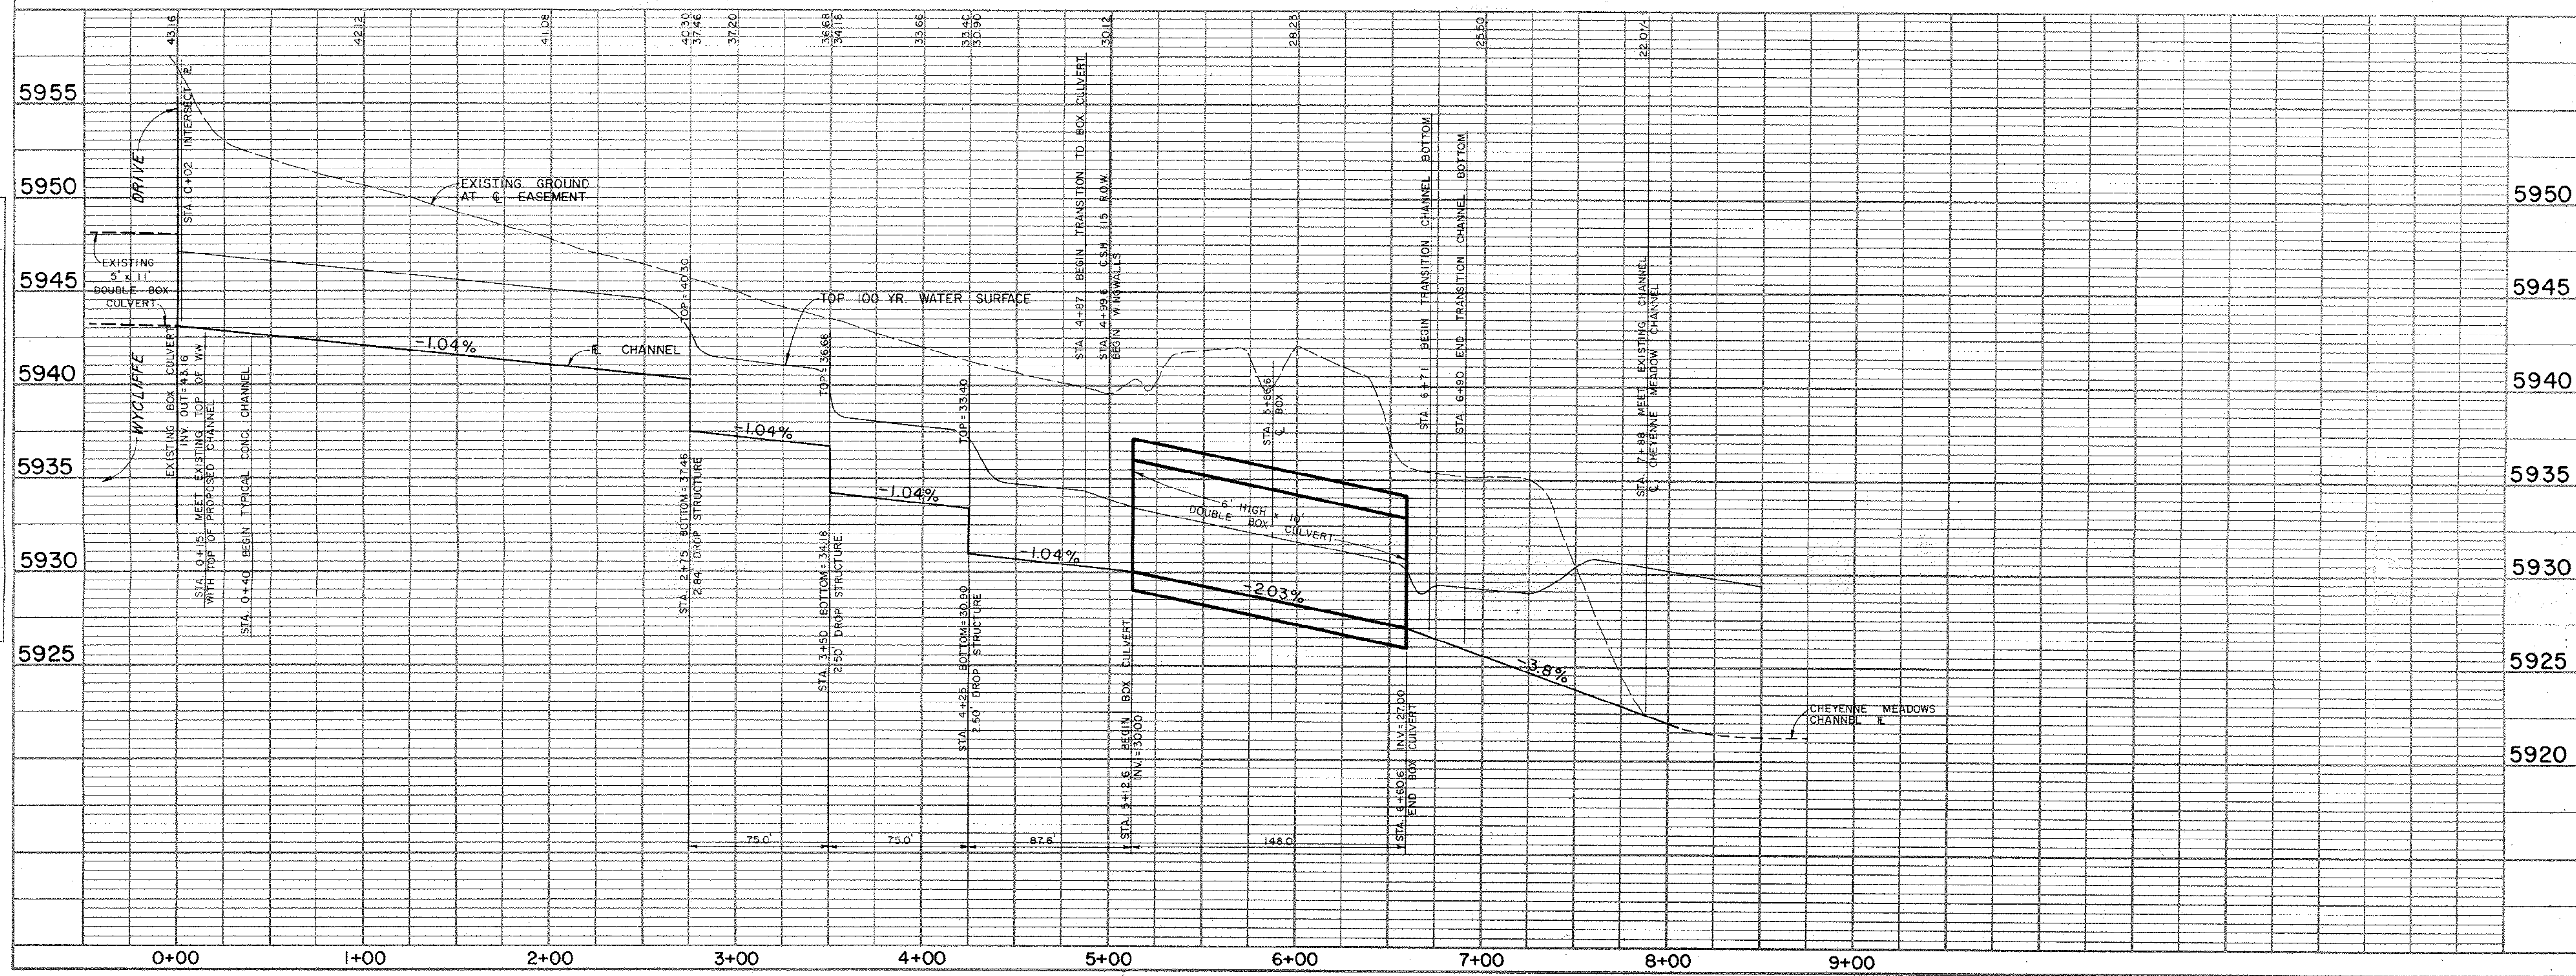 43.16
42.12
41.08
40.30
37.46
37.20
36.68
34.18
33.66
33.40
30.90
30.12
28.23
25.50
22.0+/-
5955
5950
5945
5940
5935
5930
5925
5950
5945
5940
5935
5930
5925
5920
DRIVE
WYCLIFFE
STA. 0+02 INTERSECT ℄
EXISTING
5' x 11'
DOUBLE BOX
CULVERT
EXISTING BOX CULVERT
INV. OUT = 43.16
STA. 0+15 MEET EXISTING TOP OF WW
WITH TOP OF PROPOSED CHANNEL
STA. 0+40 BEGIN TYPICAL CONC. CHANNEL
EXISTING GROUND
AT ℄ EASEMENT
-1.04%
℄ CHANNEL
TOP = 40.30
TOP 100 YR. WATER SURFACE
-1.04%
STA. 2+75 BOTTOM = 37.46
2.84' DROP STRUCTURE
TOP = 36.68
-1.04%
STA. 3+50 BOTTOM = 34.18
2.50' DROP STRUCTURE
TOP = 33.40
-1.04%
STA. 4+25 BOTTOM = 30.90
2.50' DROP STRUCTURE
STA. 4+87 BEGIN TRANSITION TO BOX CULVERT
STA. 4+99.6 C.S.H. 115 R.O.W.
BEGIN WINGWALLS
STA. 5+12.6 BEGIN BOX CULVERT
INV. = 30.00
6' HIGH x 10'
DOUBLE BOX CULVERT
-2.03%
STA. 5+86.6
℄ BOX
STA. 6+60.6 INV. = 27.00
END BOX CULVERT
STA. 6+71 BEGIN TRANSITION CHANNEL BOTTOM
STA. 6+90 END TRANSITION CHANNEL BOTTOM
-3.8%
STA. 7+88 MEET EXISTING CHANNEL
℄ CHEYENNE MEADOW CHANNEL
CHEYENNE MEADOWS
CHANNEL ℄
75.0'
75.0'
87.6'
148.0'
0+00
1+00
2+00
3+00
4+00
5+00
6+00
7+00
8+00
9+00